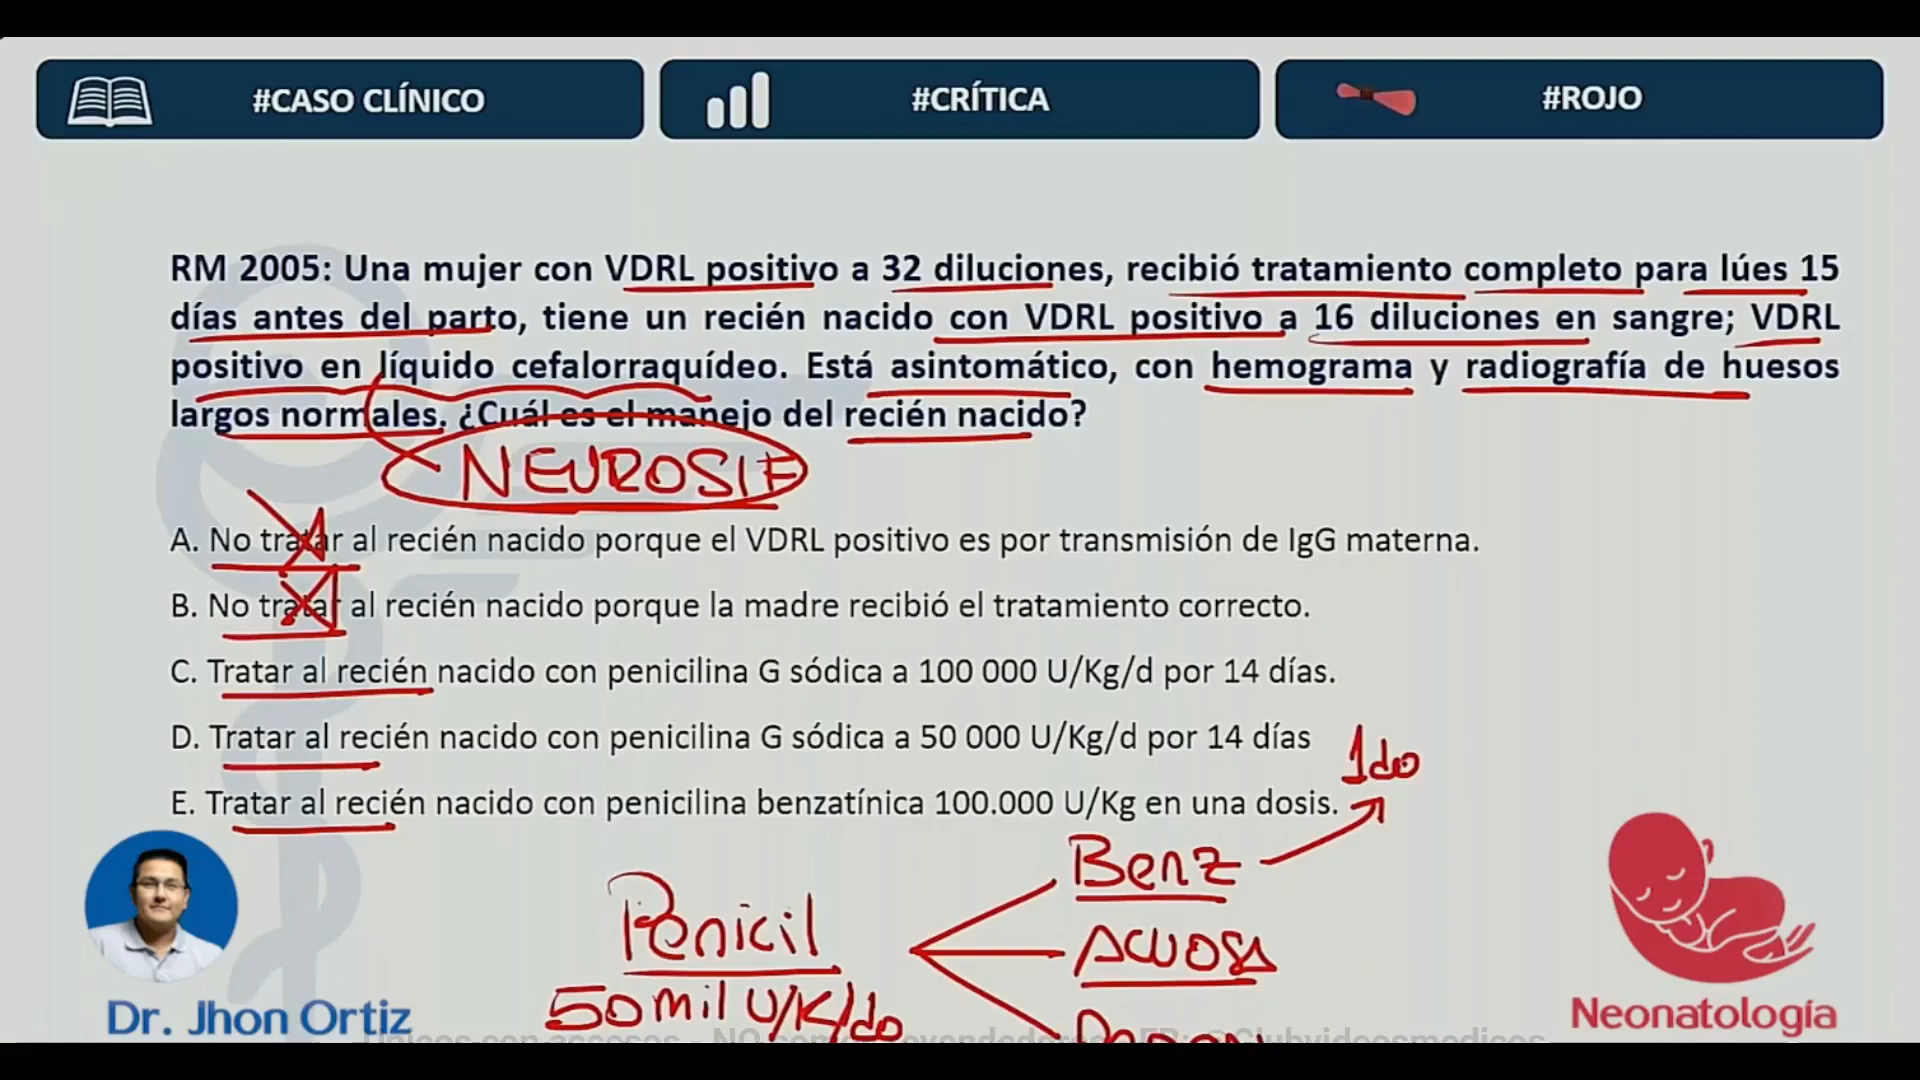 #CASO CLÍNICO
#CRÍTICA
#ROJO
RM 2005: Una mujer con VDRL positivo a 32 diluciones, recibió tratamiento completo para lúes 15
días antes del parto, tiene un recién nacido con VDRL positivo a 16 diluciones en sangre; VDRL
positivo en líquido cefalorraquídeo. Está asintomático, con hemograma y radiografía de huesos
largos normales. ¿Cuál es el manejo del recién nacido?
NEUROSIF
A. No tratar al recién nacido porque el VDRL positivo es por transmisión de IgG materna.
B. No tratar al recién nacido porque la madre recibió el tratamiento correcto.
C. Tratar al recién nacido con penicilina G sódica a 100 000 U/Kg/d por 14 días.
D. Tratar al recién nacido con penicilina G sódica a 50 000 U/Kg/d por 14 días
1do
E. Tratar al recién nacido con penicilina benzatínica 100.000 U/Kg en una dosis.
Benz
Penicil
ACUOSA
50 mil U/K/do
Dr. Jhon Ortiz
Neonatología